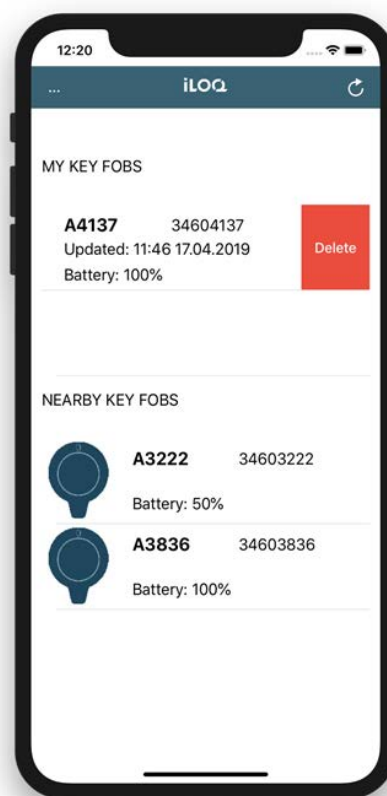 12:20
... iLOQ
MY KEY FOBS
A4137 34604137
Updated: 11:46 17.04.2019
Battery: 100%
Delete
NEARBY KEY FOBS
A3222 34603222
Battery: 50%
A3836 34603836
Battery: 100%